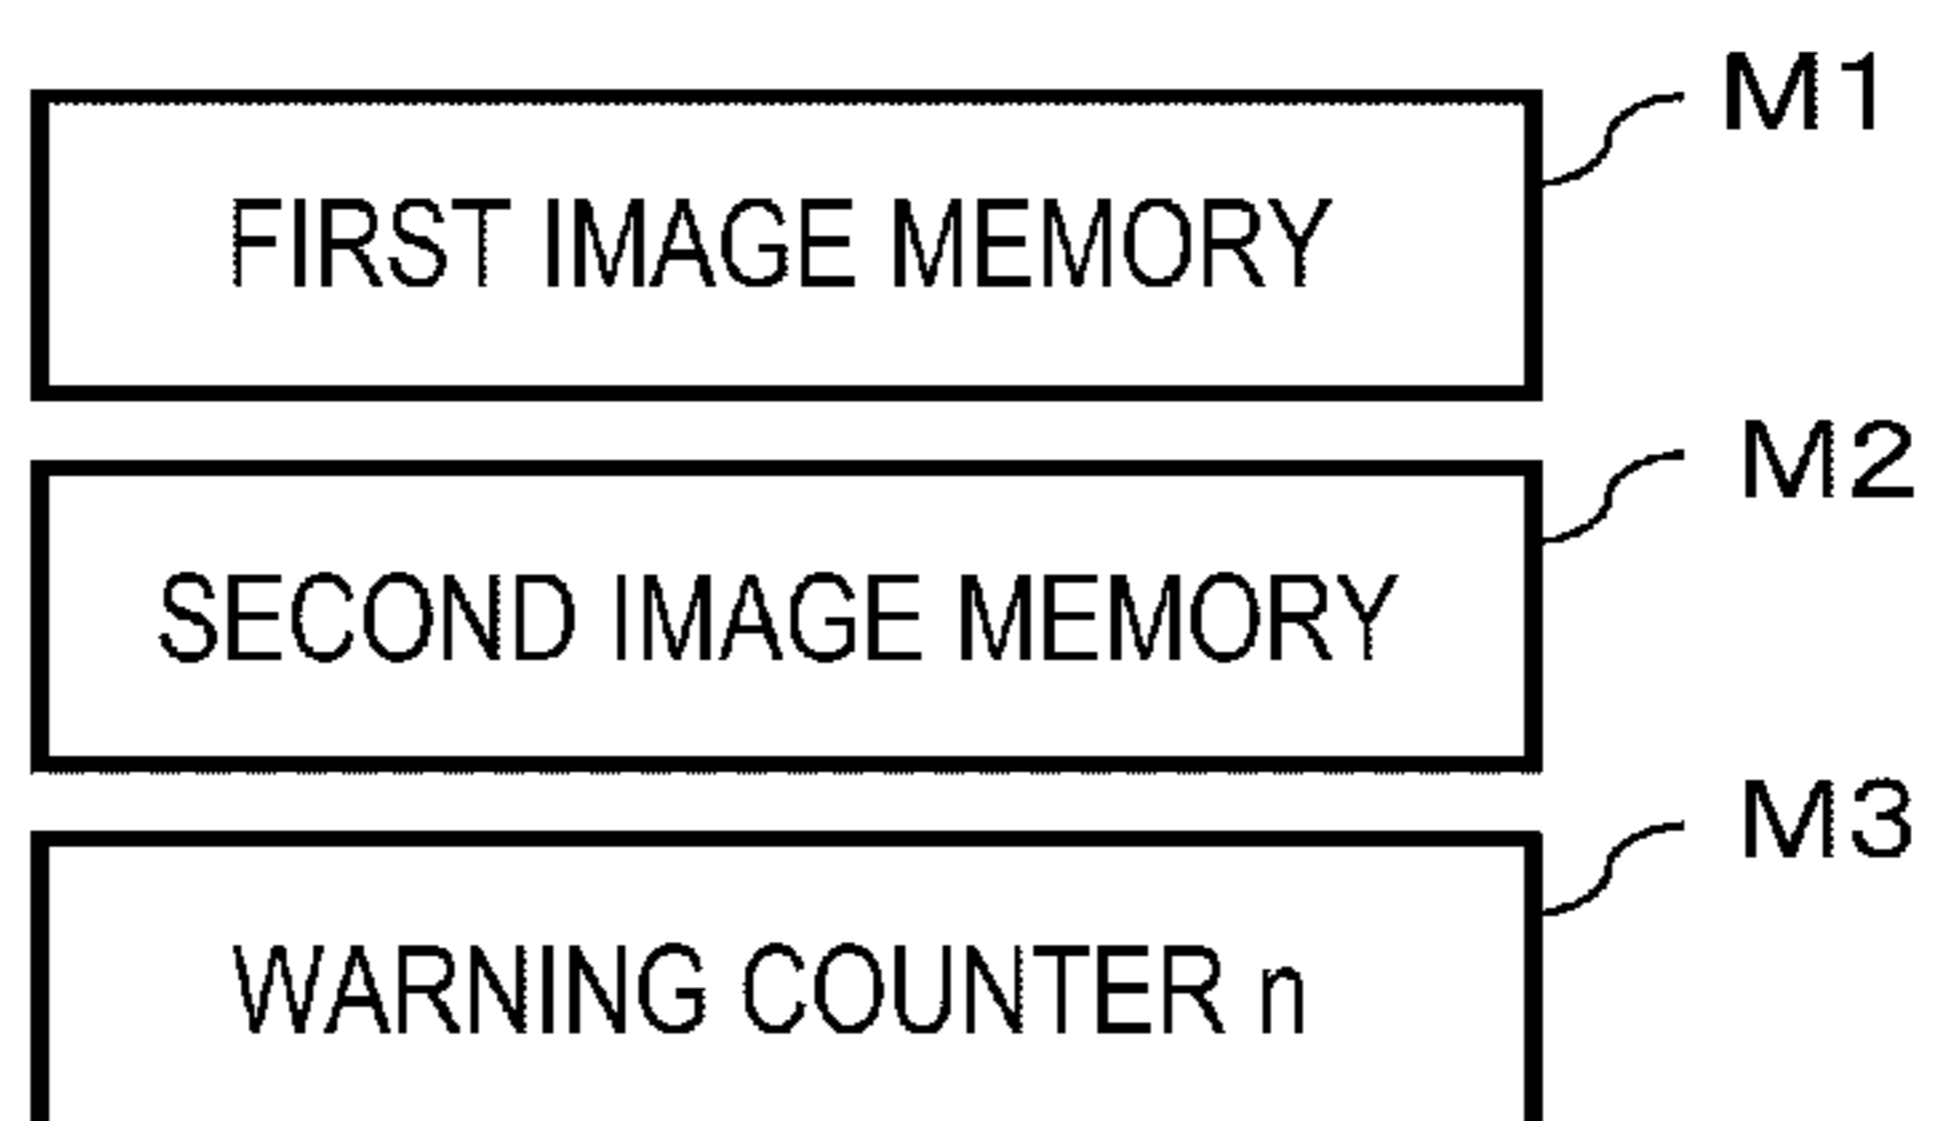 M1
FIRST IMAGE MEMORY
M2
SECOND IMAGE MEMORY
M3
WARNING COUNTER n